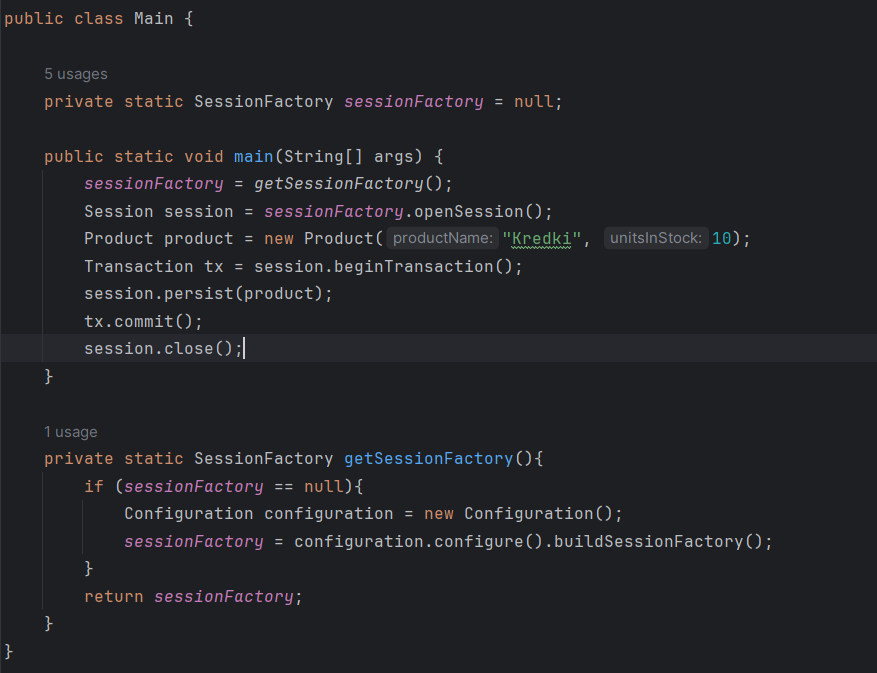 public class Main {
5 usages
private static SessionFactory sessionFactory = null;
public static void main(String[] args) {
sessionFactory = getSessionFactory();
Session session = sessionFactory.openSession();
Product product = new Product( productName: "Kredki", unitsInStock: 10);
Transaction tx = session.beginTransaction();
session.persist(product);
tx.commit();
session.close();
}
1 usage
private static SessionFactory getSessionFactory(){
if (sessionFactory == null){
Configuration configuration = new Configuration();
sessionFactory = configuration.configure().buildSessionFactory();
}
return sessionFactory;
}
}